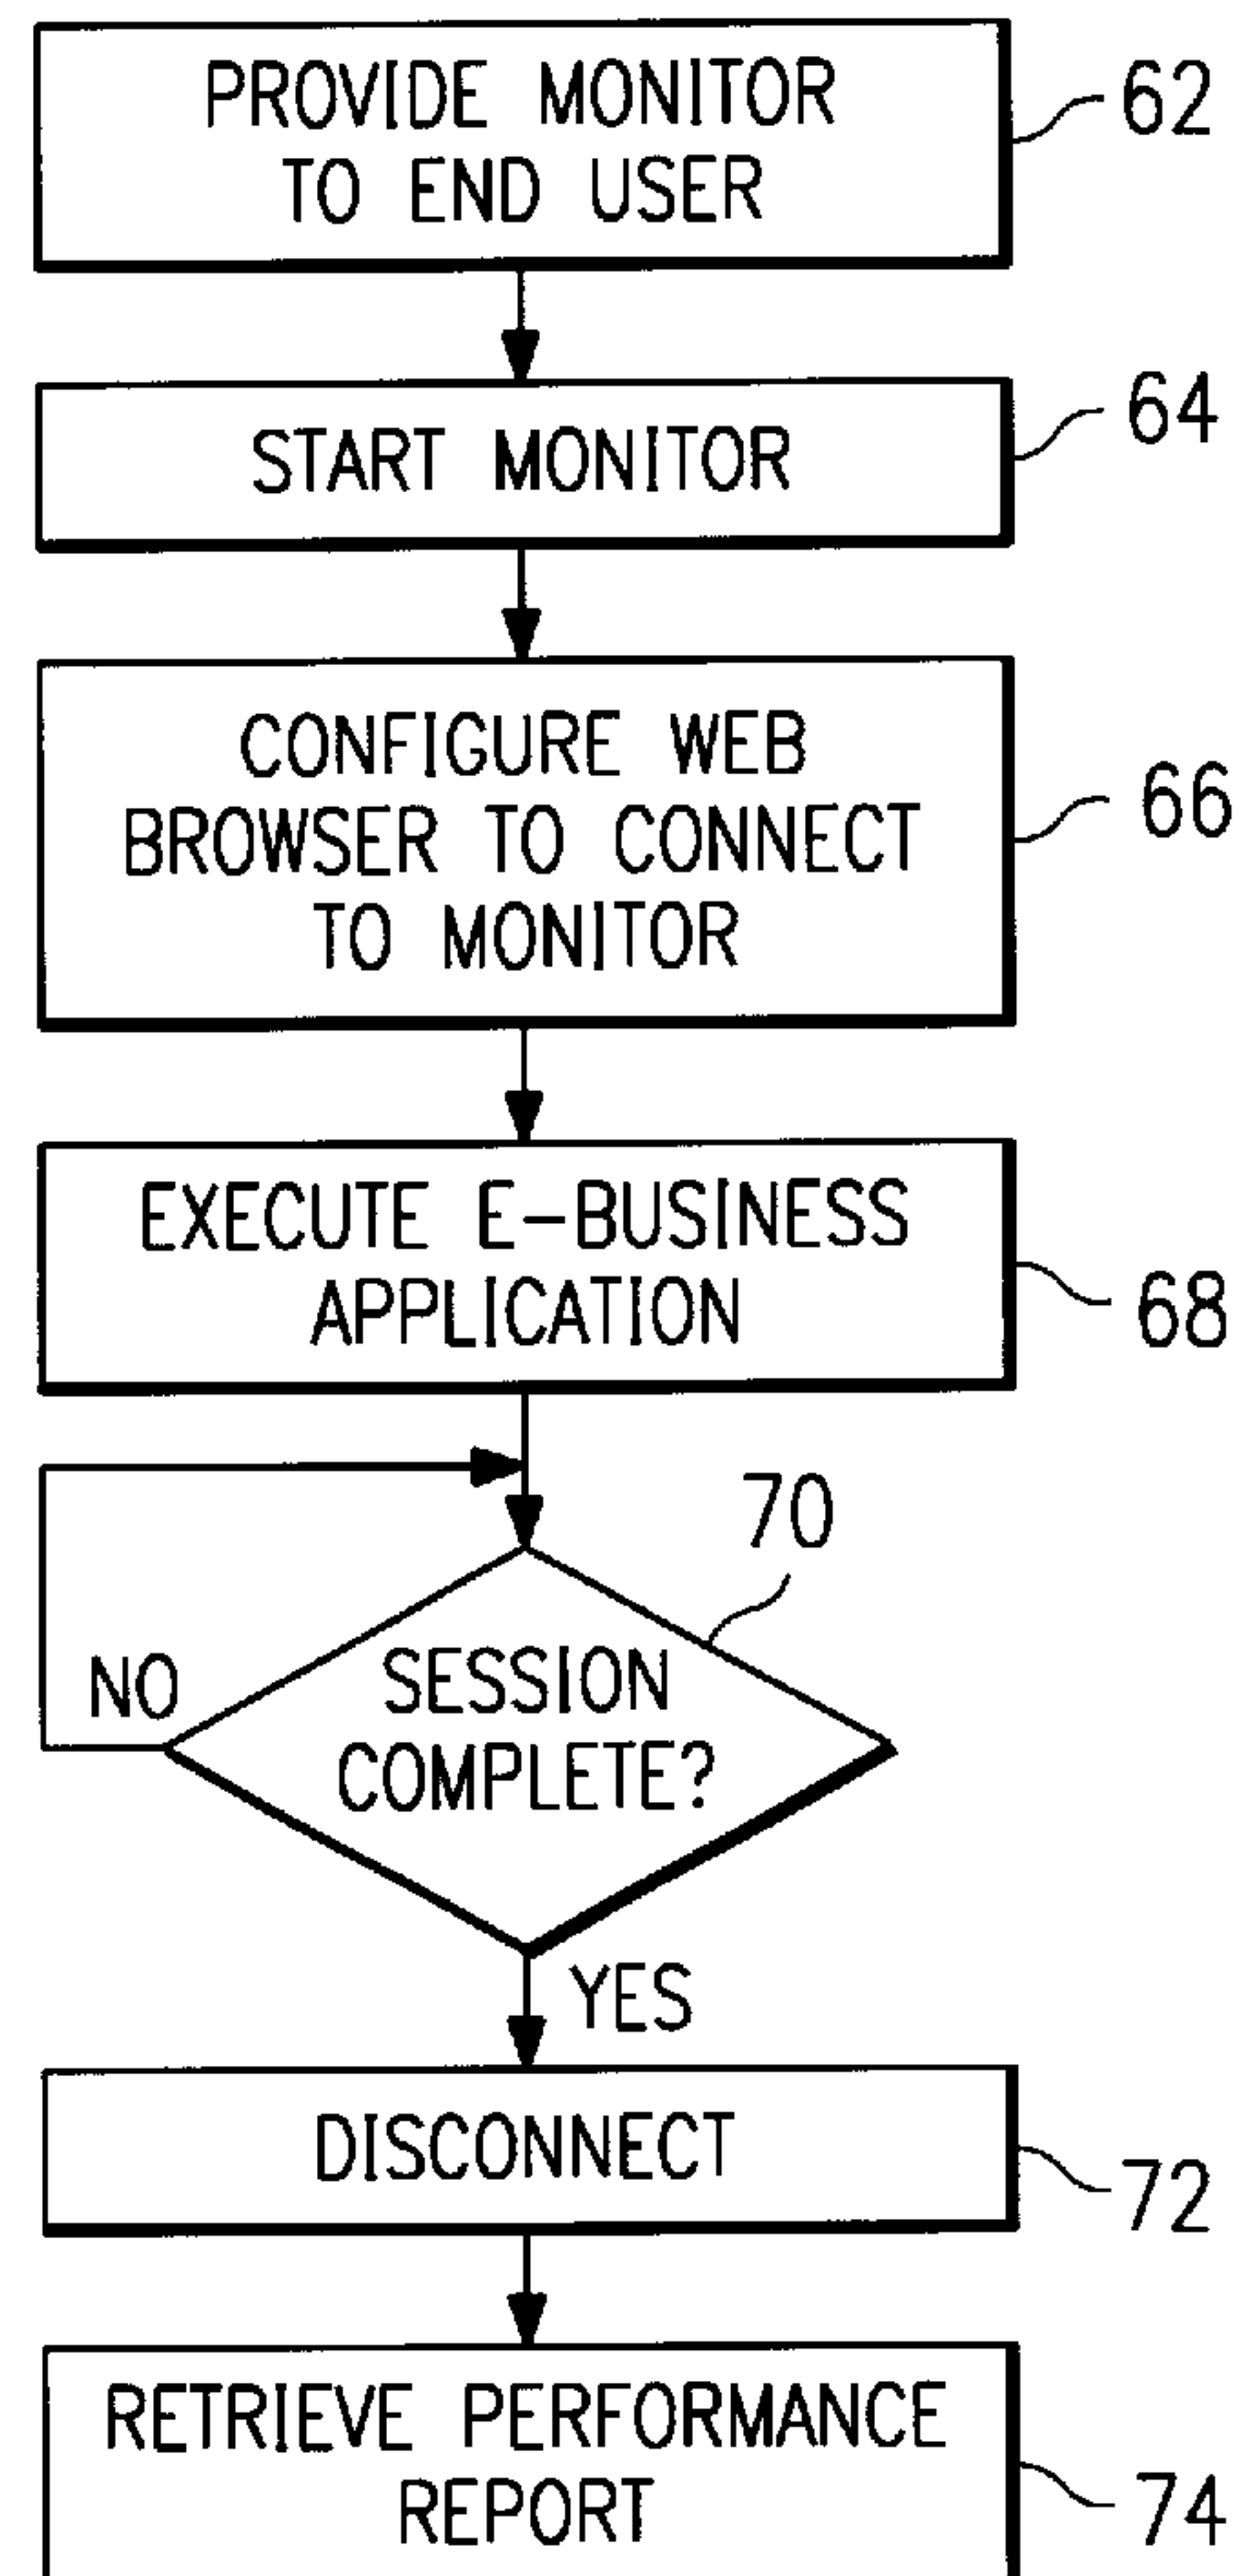 PROVIDE MONITOR
TO END USER
62
START MONITOR
64
CONFIGURE WEB
BROWSER TO CONNECT
TO MONITOR
66
EXECUTE E-BUSINESS
APPLICATION
68
70
SESSION
COMPLETE?
NO
YES
DISCONNECT
72
RETRIEVE PERFORMANCE
REPORT
74